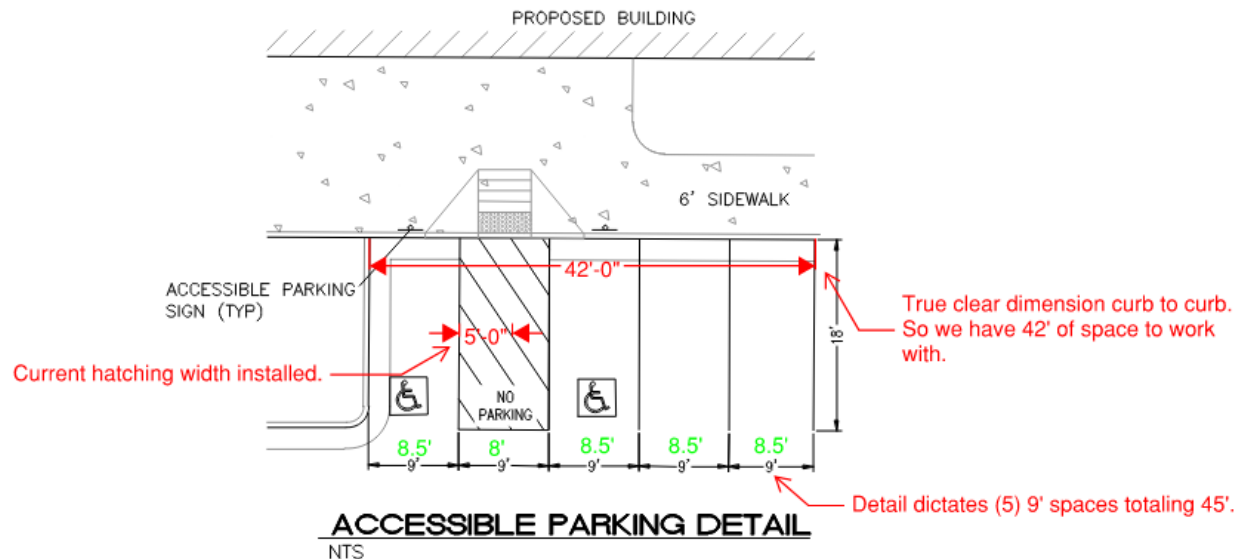 PROPOSED BUILDING
6' SIDEWALK
42'-0"
ACCESSIBLE PARKING
SIGN (TYP)
True clear dimension curb to curb.
So we have 42' of space to work
with.
18'
5'-0"
Current hatching width installed.
NO
PARKING
8.5' 8' 8.5' 8.5' 8.5'
9' 9' 9' 9' 9'
Detail dictates (5) 9' spaces totaling 45'.
ACCESSIBLE PARKING DETAIL
NTS